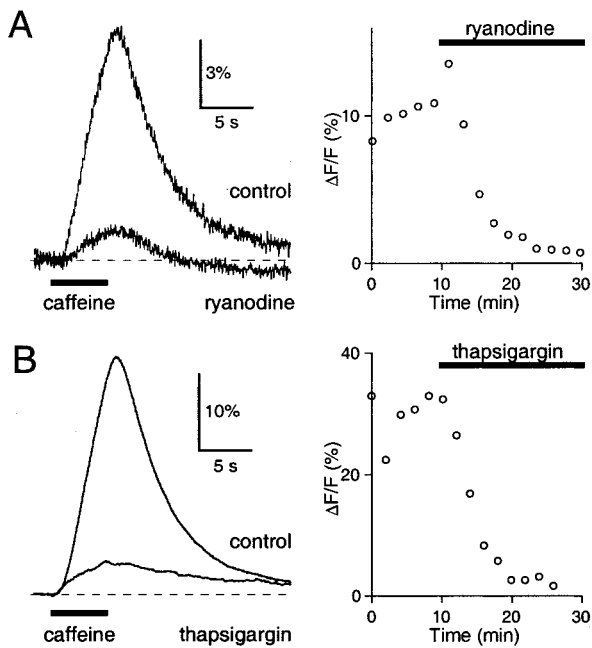 A
3%
5 s
control
caffeine
ryanodine
ryanodine
ΔF/F (%)
10
0
0
10
20
30
Time (min)
B
10%
5 s
control
caffeine
thapsigargin
thapsigargin
ΔF/F (%)
40
20
0
0
10
20
30
Time (min)